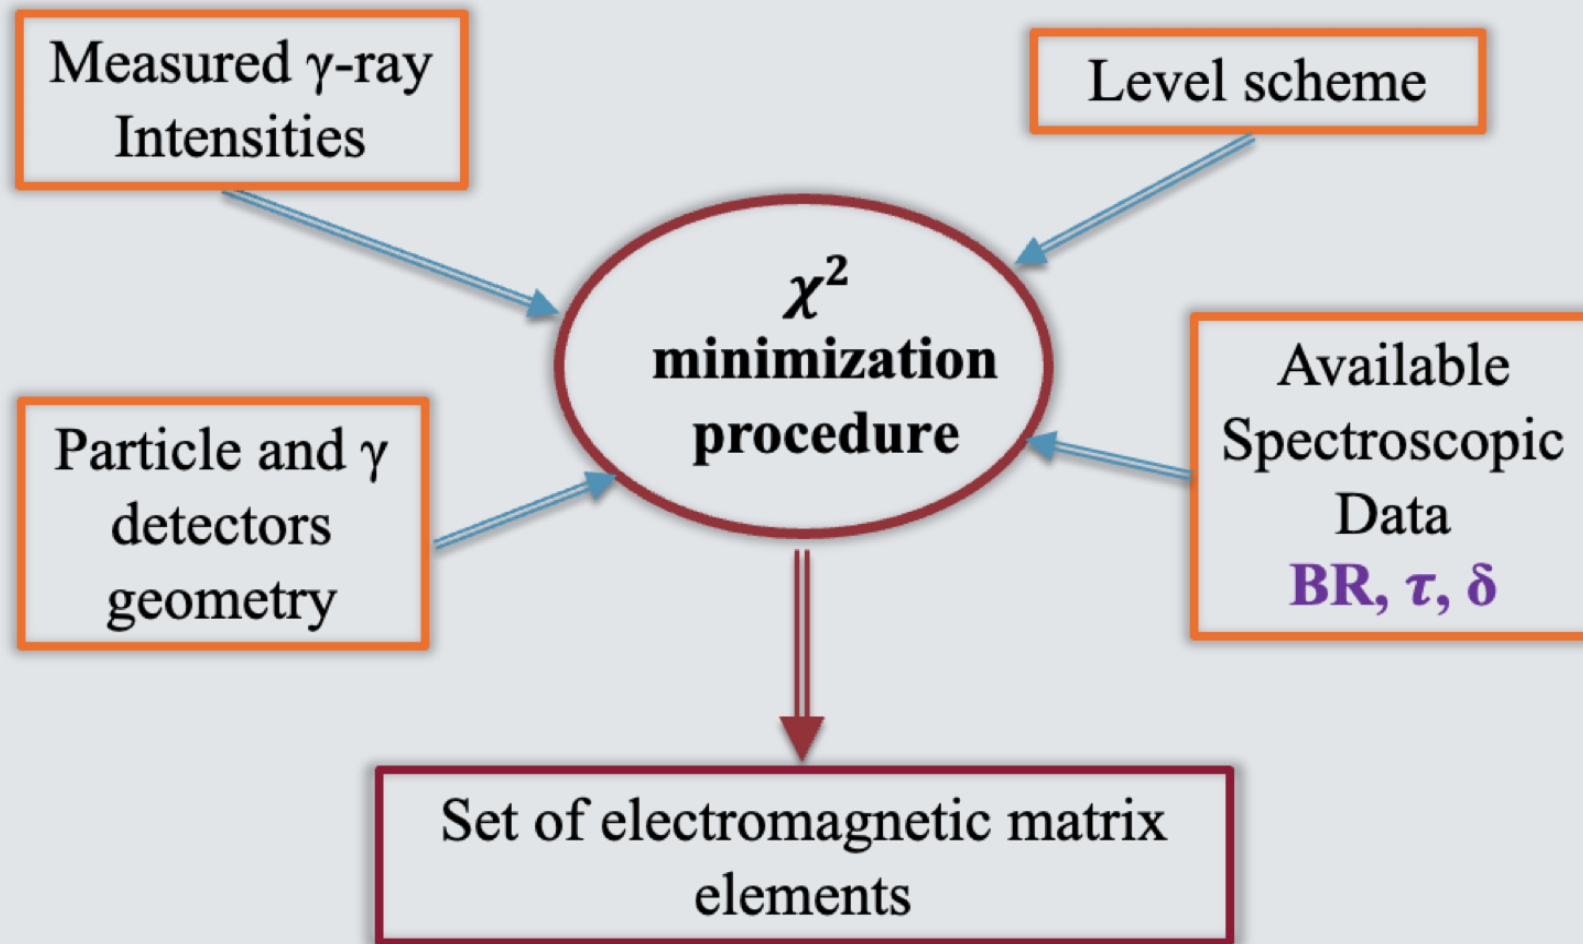 Measured γ-ray
Intensities
Level scheme
χ²
minimization
procedure
Particle and γ
detectors
geometry
Available
Spectroscopic
Data
BR, τ, δ
Set of electromagnetic matrix
elements